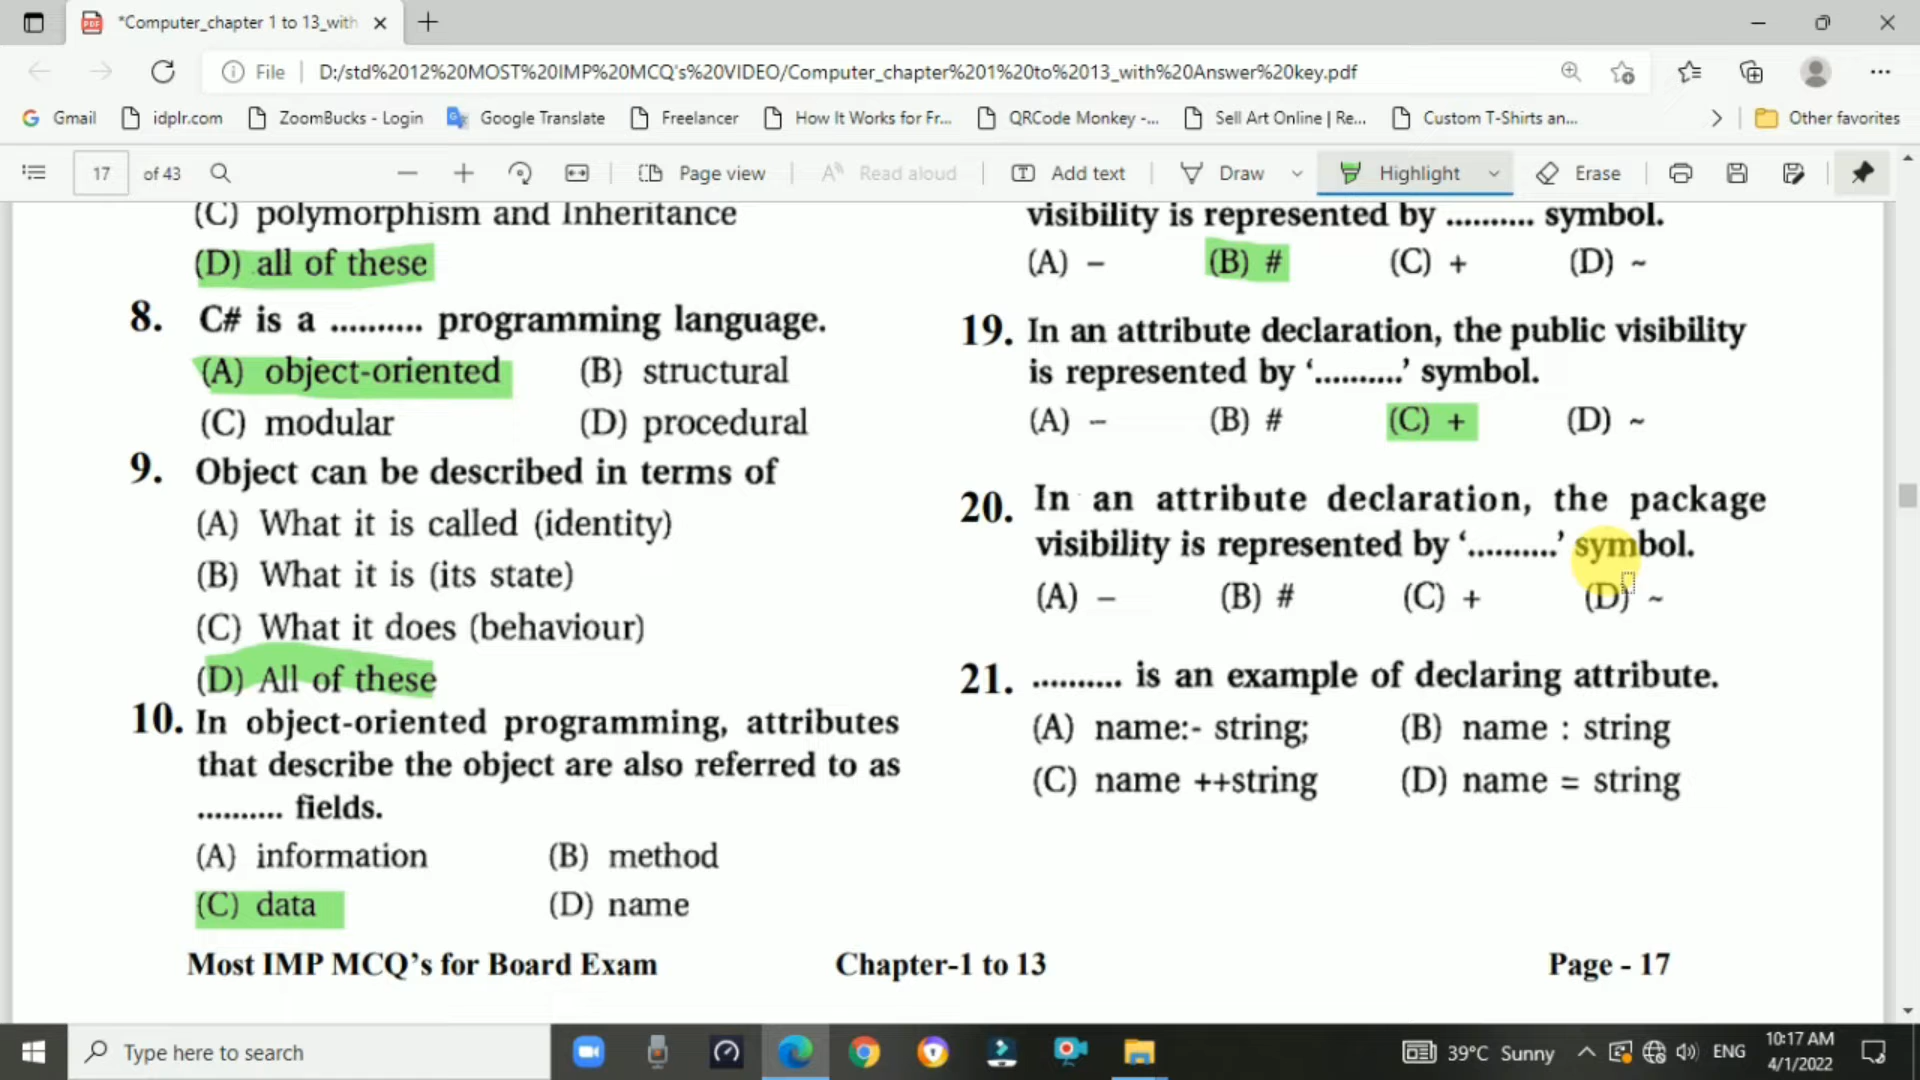 *Computer_chapter 1 to 13_with
File
D:/std%2012%20MOST%20IMP%20MCQ's%20VIDEO/Computer_chapter%201%20to%2013_with%20Answer%20key.pdf
Gmail
idplr.com
ZoomBucks - Login
Google Translate
Freelancer
How It Works for Fr...
QRCode Monkey -...
Sell Art Online | Re...
Custom T-Shirts an...
Other favorites
17 of 43
Page view
Read aloud
Add text
Draw
Highlight
Erase
(C) polymorphism and Inheritance
(D) all of these
8. C# is a .......... programming language.
(A) object-oriented (B) structural
(C) modular (D) procedural
9. Object can be described in terms of
(A) What it is called (identity)
(B) What it is (its state)
(C) What it does (behaviour)
(D) All of these
10. In object-oriented programming, attributes
that describe the object are also referred to as
.......... fields.
(A) information (B) method
(C) data (D) name
visibility is represented by .......... symbol.
(A) – (B) # (C) + (D) ~
19. In an attribute declaration, the public visibility
is represented by ‘..........’ symbol.
(A) – (B) # (C) + (D) ~
20. In an attribute declaration, the package
visibility is represented by ‘..........’ symbol.
(A) – (B) # (C) + (D) ~
21. .......... is an example of declaring attribute.
(A) name:- string; (B) name : string
(C) name ++string (D) name = string
Most IMP MCQ’s for Board Exam Chapter-1 to 13 Page - 17
Type here to search
39°C Sunny
ENG
10:17 AM
4/1/2022